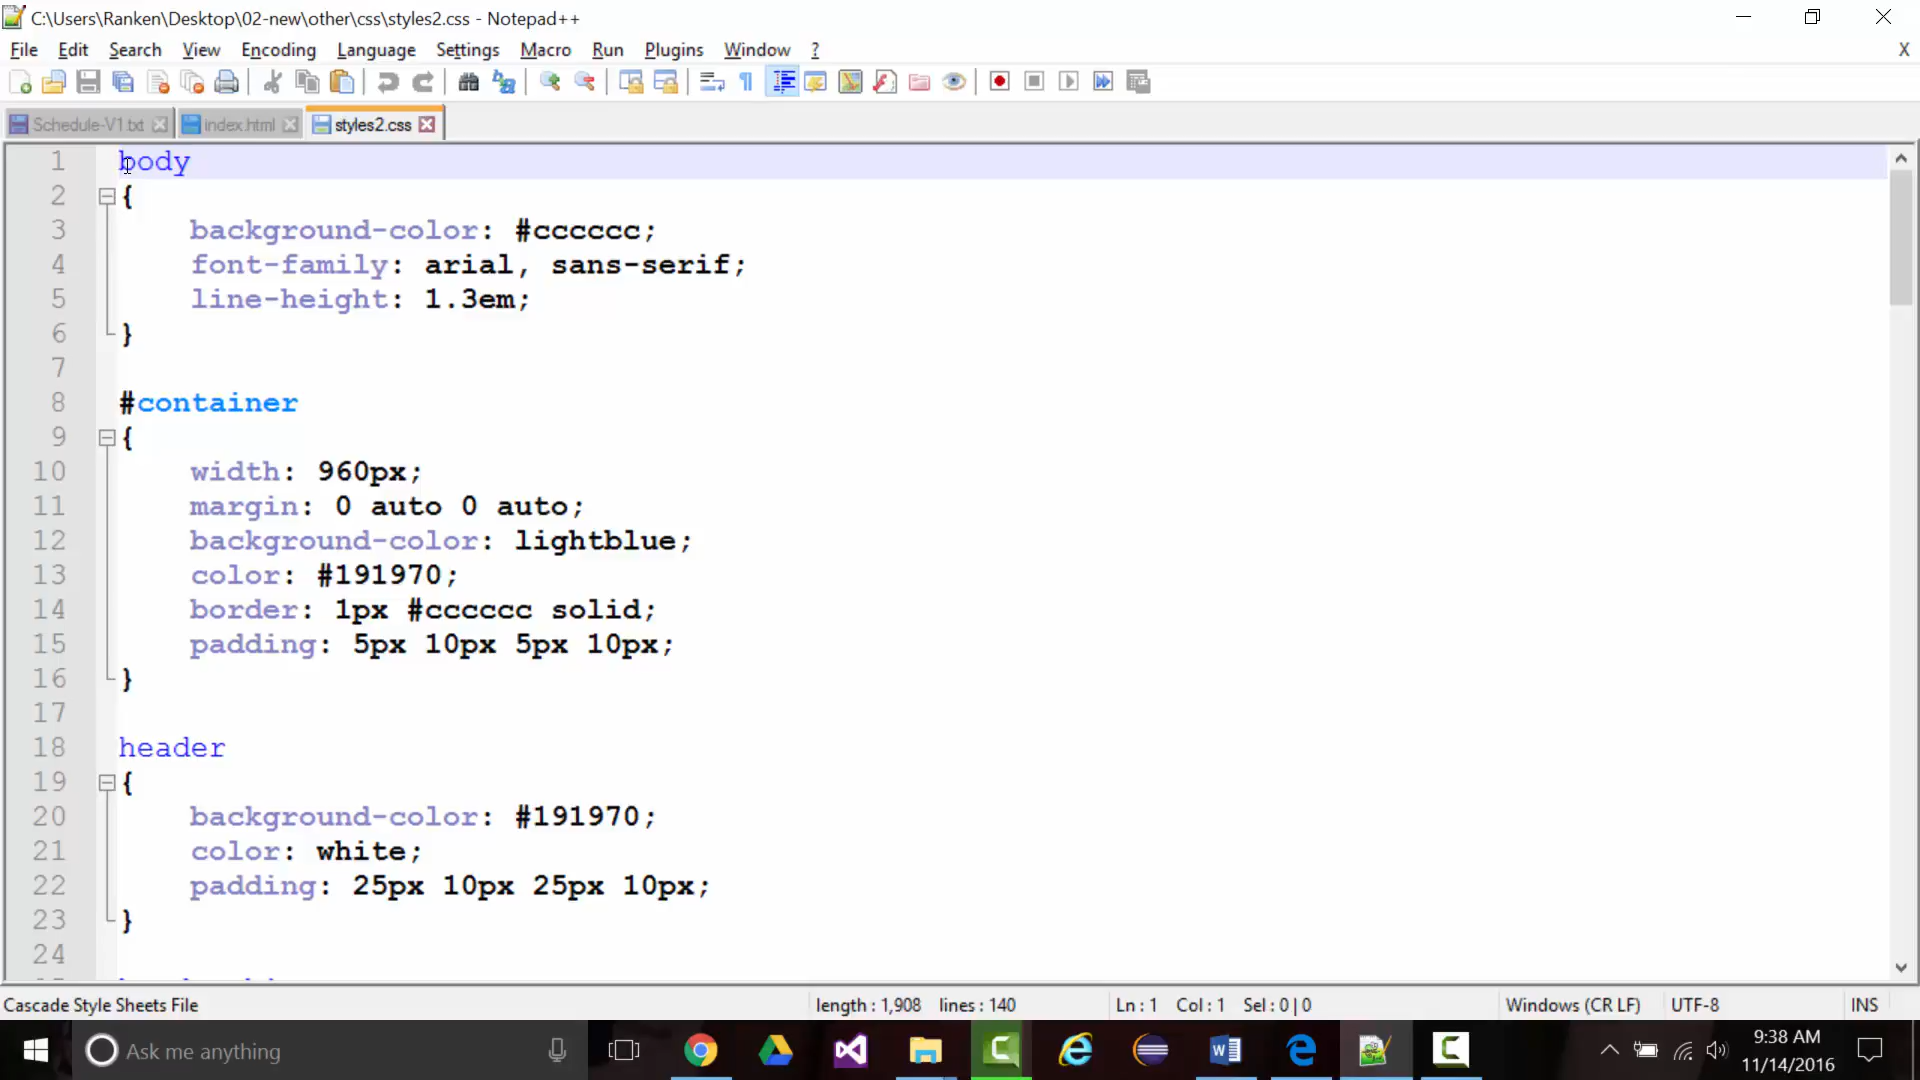 C:\Users\Ranken\Desktop\02-new\other\css\styles2.css - Notepad++
File Edit Search View Encoding Language Settings Macro Run Plugins Window ? X
Schedule-V1.txt index.html styles2.css
1 body
2 {
3 background-color: #cccccc;
4 font-family: arial, sans-serif;
5 line-height: 1.3em;
6 }
7
8 #container
9 {
10 width: 960px;
11 margin: 0 auto 0 auto;
12 background-color: lightblue;
13 color: #191970;
14 border: 1px #cccccc solid;
15 padding: 5px 10px 5px 10px;
16 }
17
18 header
19 {
20 background-color: #191970;
21 color: white;
22 padding: 25px 10px 25px 10px;
23 }
24
Cascade Style Sheets File length : 1,908 lines : 140 Ln : 1 Col : 1 Sel : 0 | 0 Windows (CR LF) UTF-8 INS
Ask me anything 9:38 AM
11/14/2016